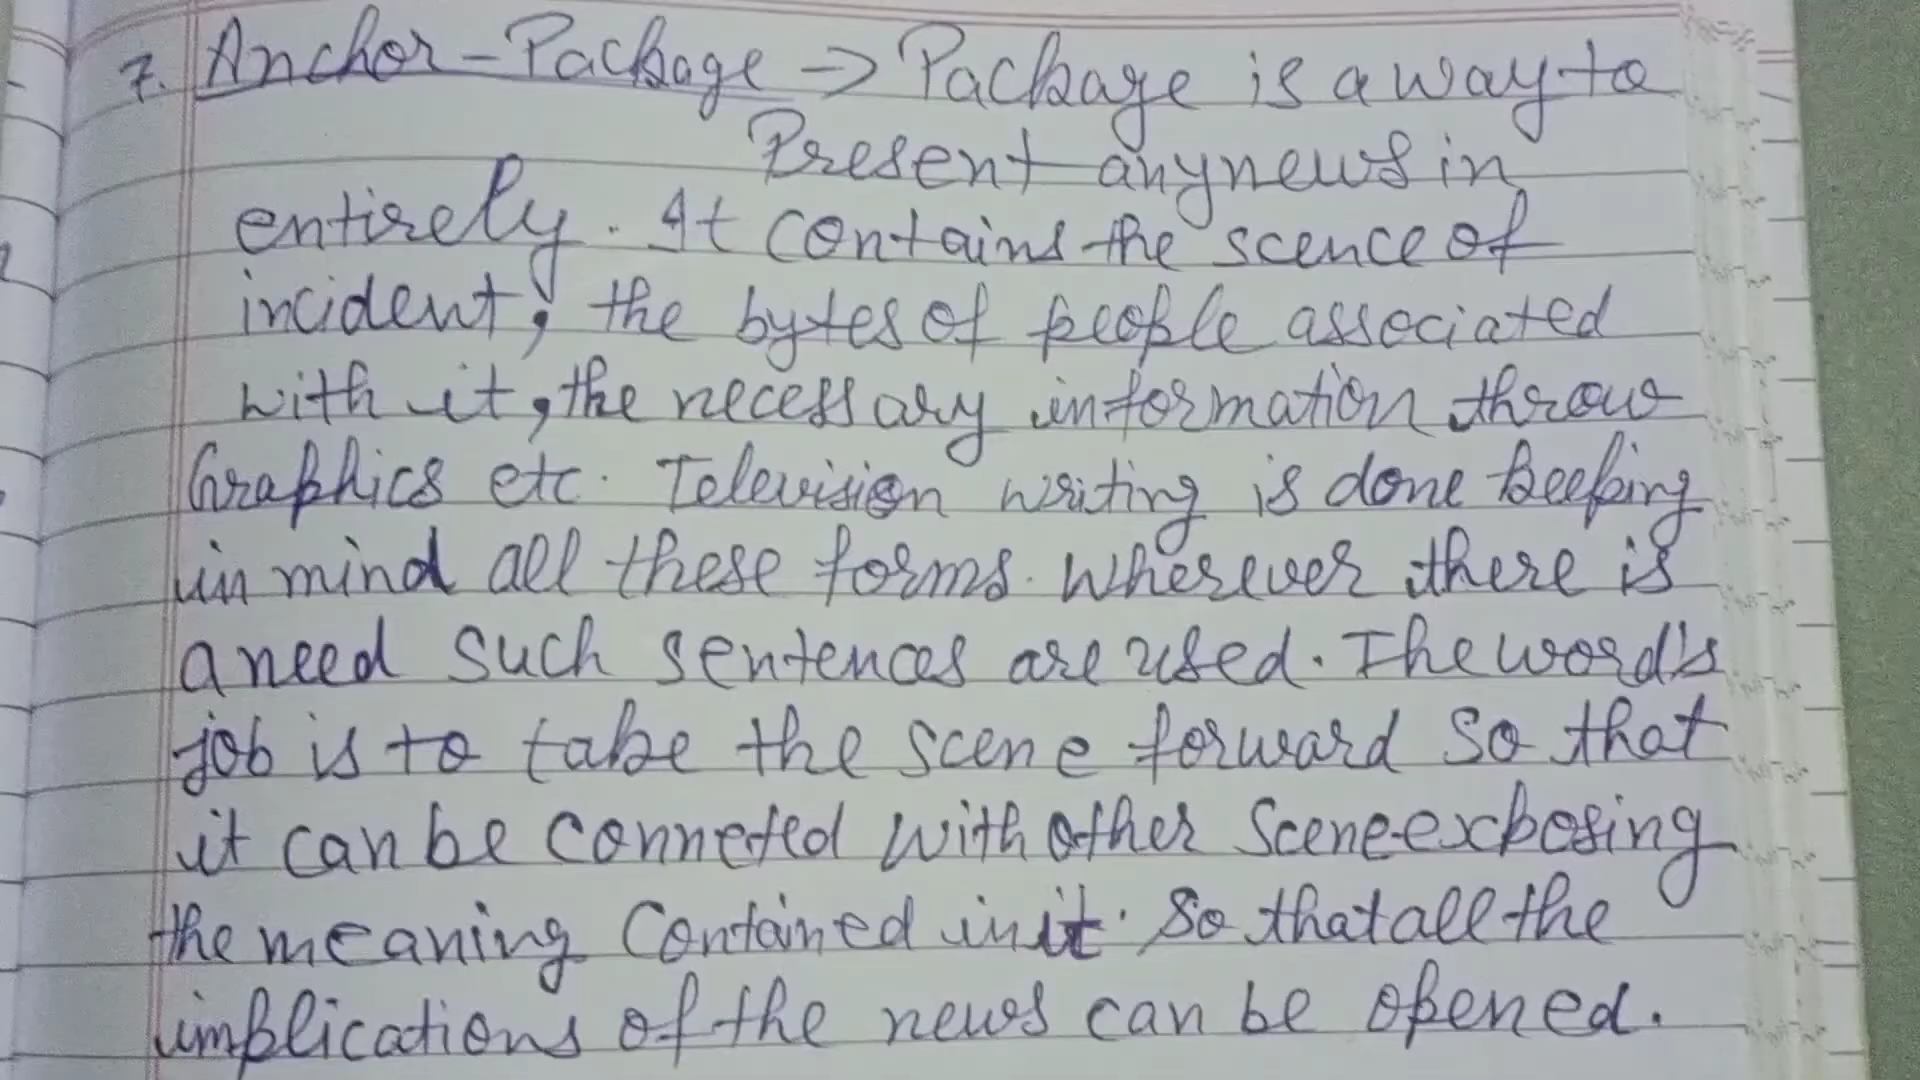 7. Anchor-Package → Package is a way to
Present any news in
entirely. It contains the scence of
incident, the bytes of people associated
with it, the necessary information throw
Graphics etc. Television writing is done keeping
in mind all these forms. Wherever there is
a need such sentences are used. The word's
job is to take the scene forward so that
it can be conneted with other scene-exposing
the meaning contained in it. So that all the
implications of the news can be opened.